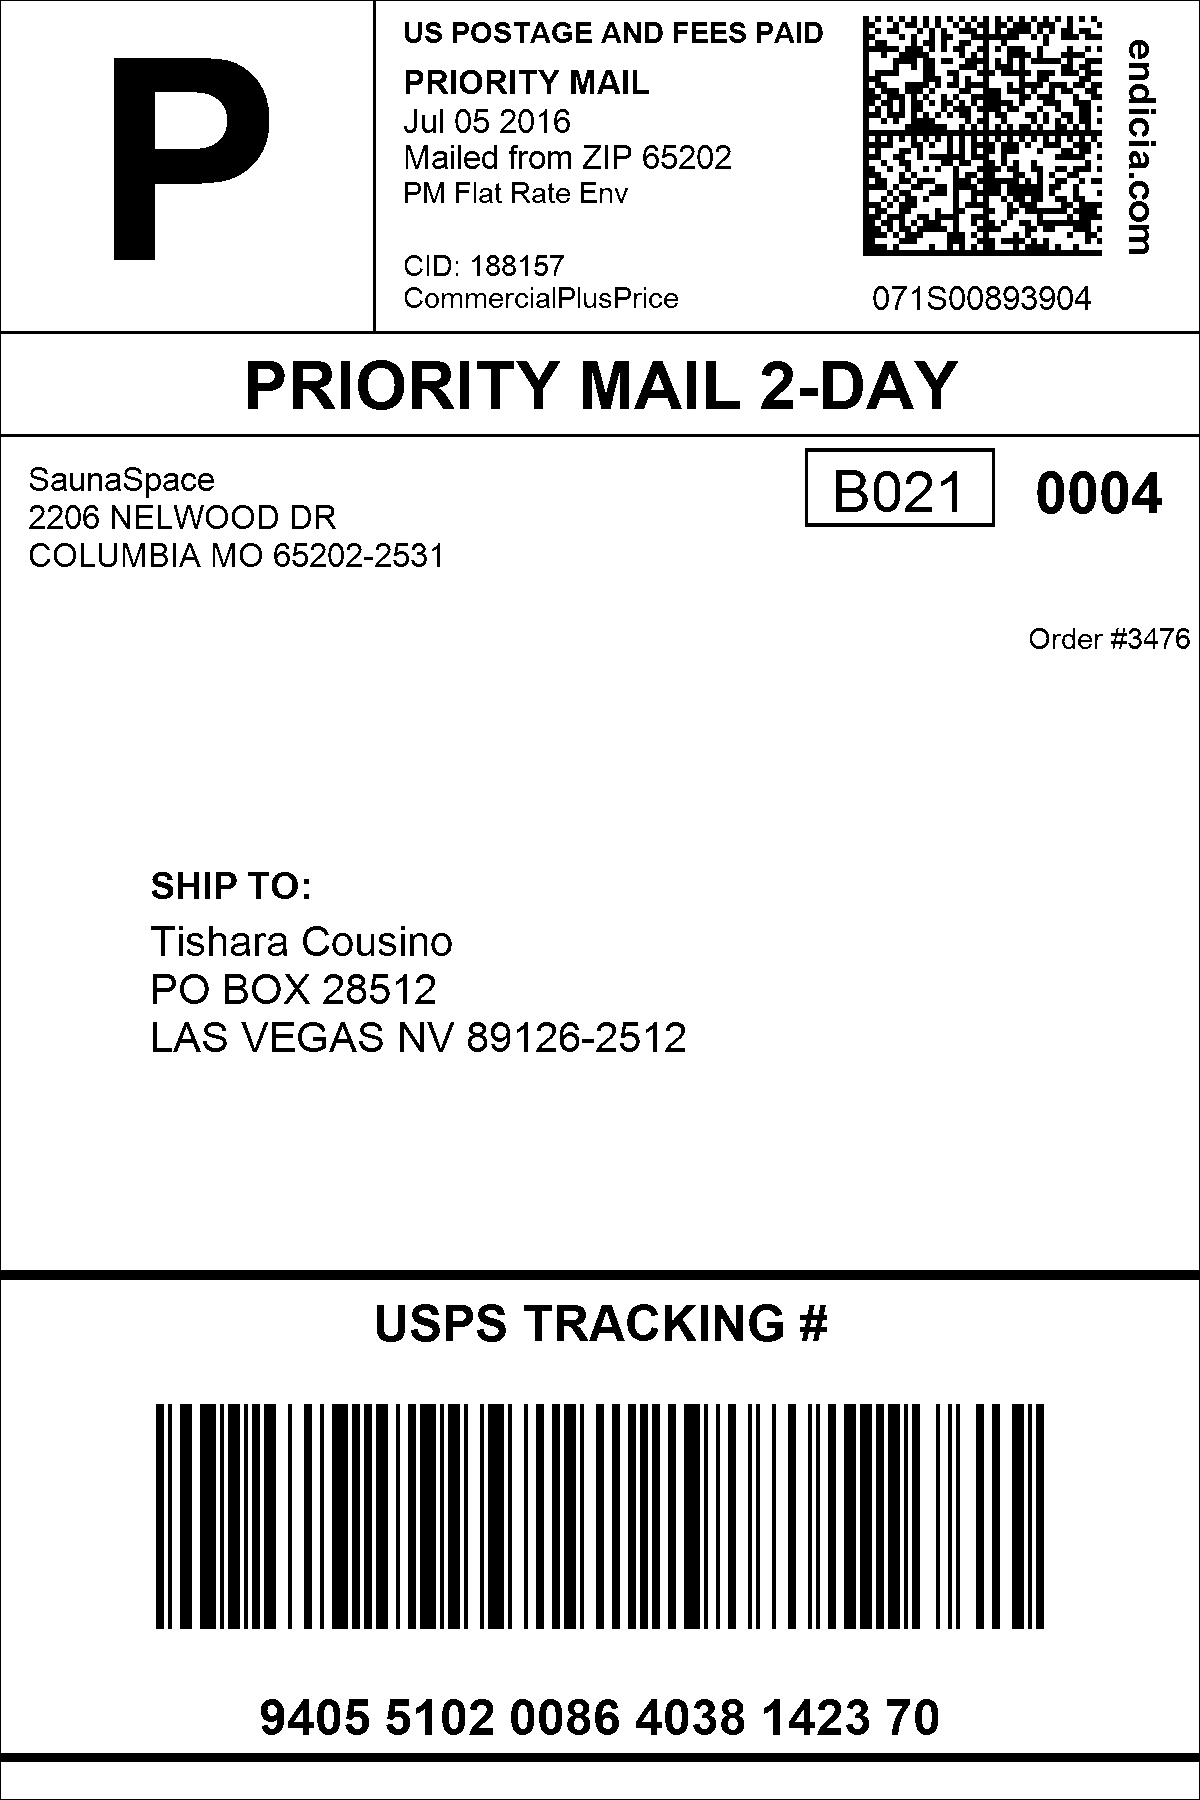 P
US POSTAGE AND FEES PAID
PRIORITY MAIL
Jul 05 2016
Mailed from ZIP 65202
PM Flat Rate Env
CID: 188157
CommercialPlusPrice
endicia.com
071S00893904
PRIORITY MAIL 2-DAY
SaunaSpace
2206 NELWOOD DR
COLUMBIA MO 65202-2531
B021
0004
Order #3476
SHIP TO:
Tishara Cousino
PO BOX 28512
LAS VEGAS NV 89126-2512
USPS TRACKING #
9405 5102 0086 4038 1423 70